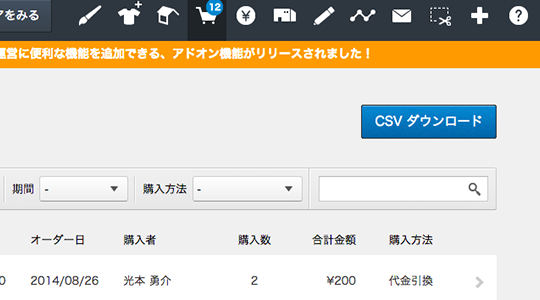 アをみる
12
¥
?
運営に便利な機能を追加できる、アドオン機能がリリースされました！
CSV ダウンロード
期間 - 購入方法 -
オーダー日 購入者 購入数 合計金額 購入方法
0 2014/08/26 光本 勇介 2 ¥200 代金引換